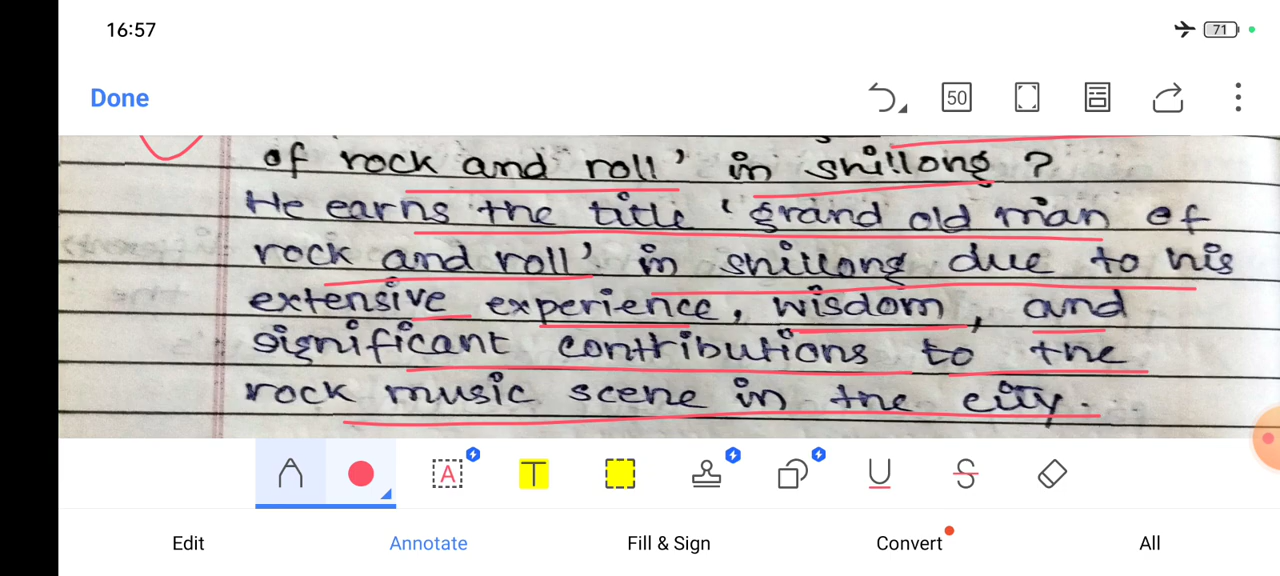 16:57
71
Done
50
of rock and roll' in shillong ?
He earns the title 'grand old man of
rock and roll' in shillong due to his
extensive experience, wisdom, and
significant contributions to the
rock music scene in the city.
A
T
U
S
Edit
Annotate
Fill & Sign
Convert
All